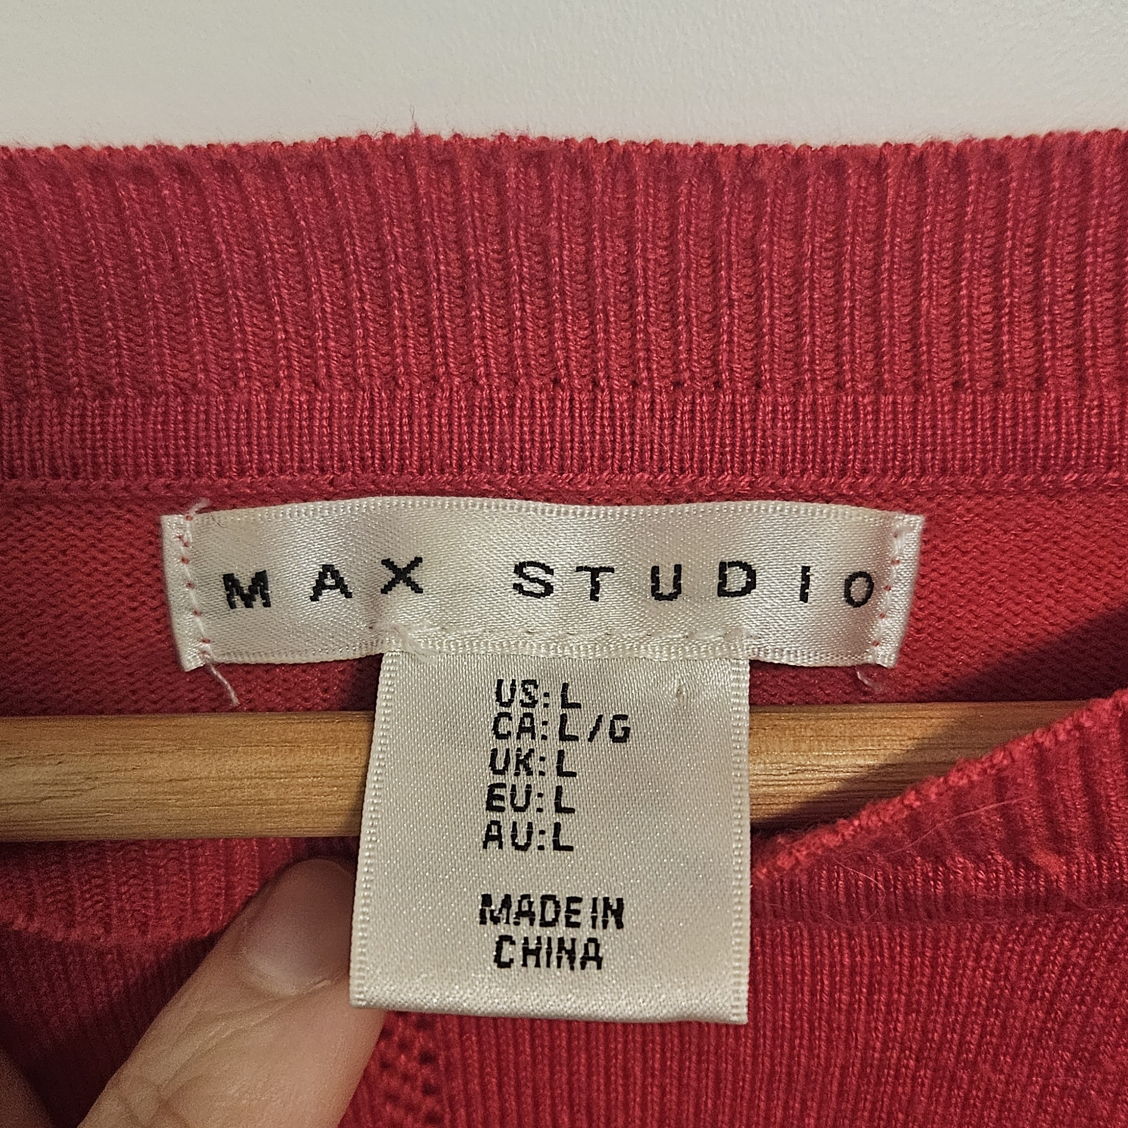 MAX STUDIO
US: L
CA: L/G
UK: L
EU: L
AU: L
MADE IN
CHINA